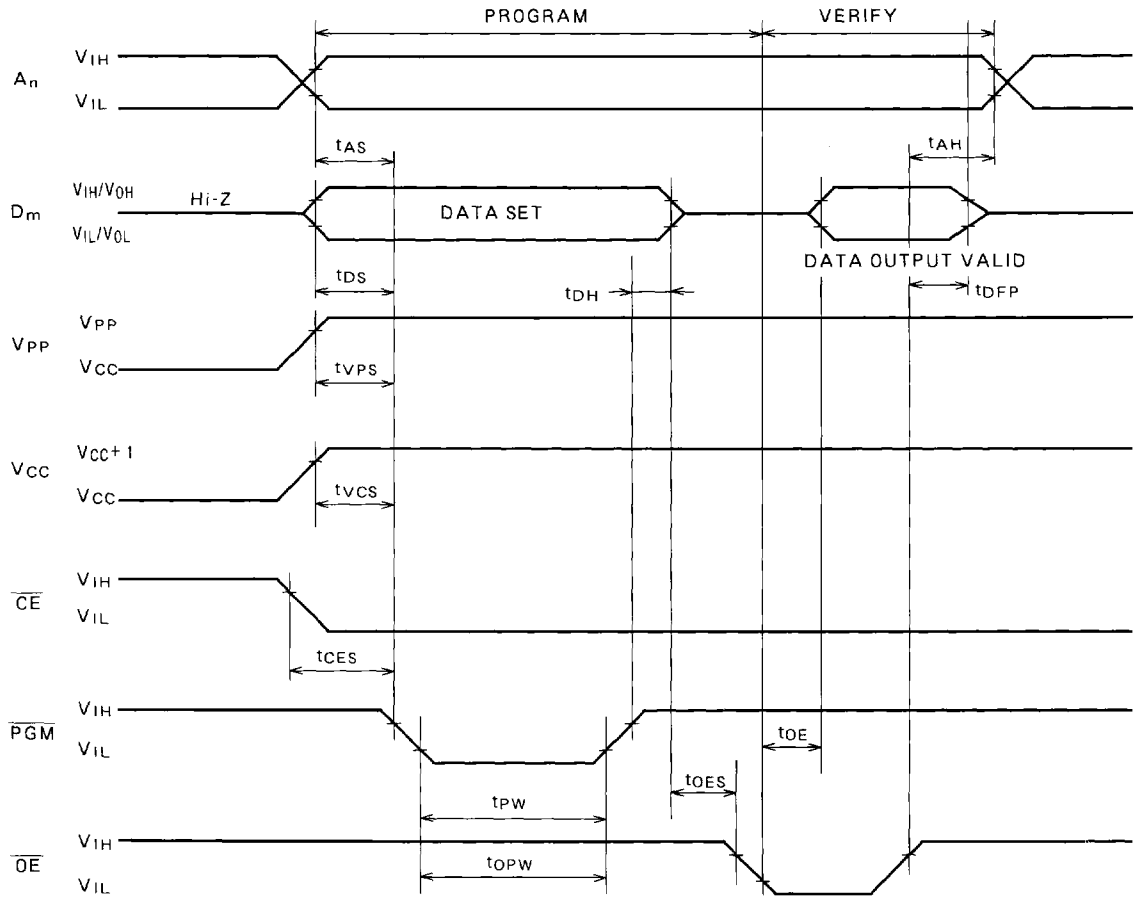 PROGRAM VERIFY
An VIH
VIL
tAS tAH
Dm VIH/VOH Hi-Z DATA SET
VIL/VOL
DATA OUTPUT VALID
tDS tDH tDFP
VPP VPP
VCC
tVPS
VCC VCC+1
VCC
tVCS
CE VIH
VIL
tCES
PGM VIH
VIL
tOE
tOES
tPW
OE VIH
tOPW
VIL